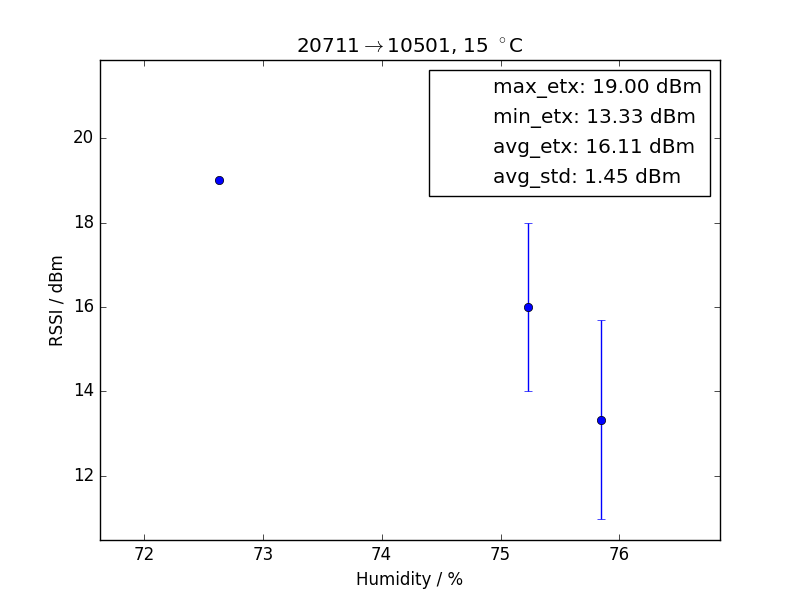 20711→10501, 15 °C
max_etx: 19.00 dBm
min_etx: 13.33 dBm
avg_etx: 16.11 dBm
avg_std: 1.45 dBm
RSSI / dBm
20
18
16
14
12
72 73 74 75 76
Humidity / %